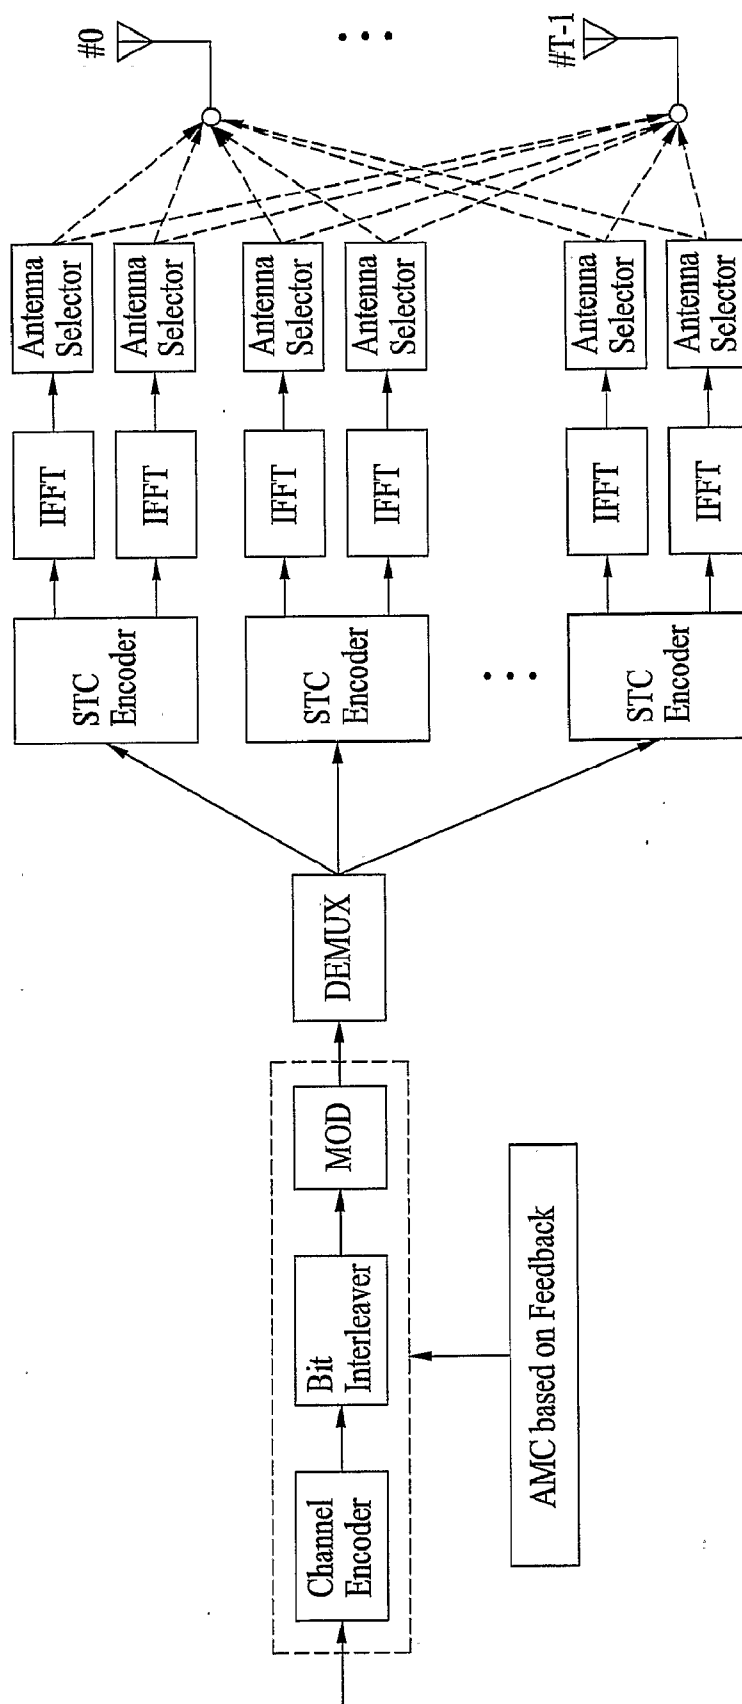 Channel
Encoder
Bit
Interleaver
MOD
AMC based on Feedback
DEMUX
STC
Encoder
STC
Encoder
STC
Encoder
IFFT
IFFT
IFFT
IFFT
IFFT
IFFT
Antenna
Selector
Antenna
Selector
Antenna
Selector
Antenna
Selector
Antenna
Selector
Antenna
Selector
#0
#T-1